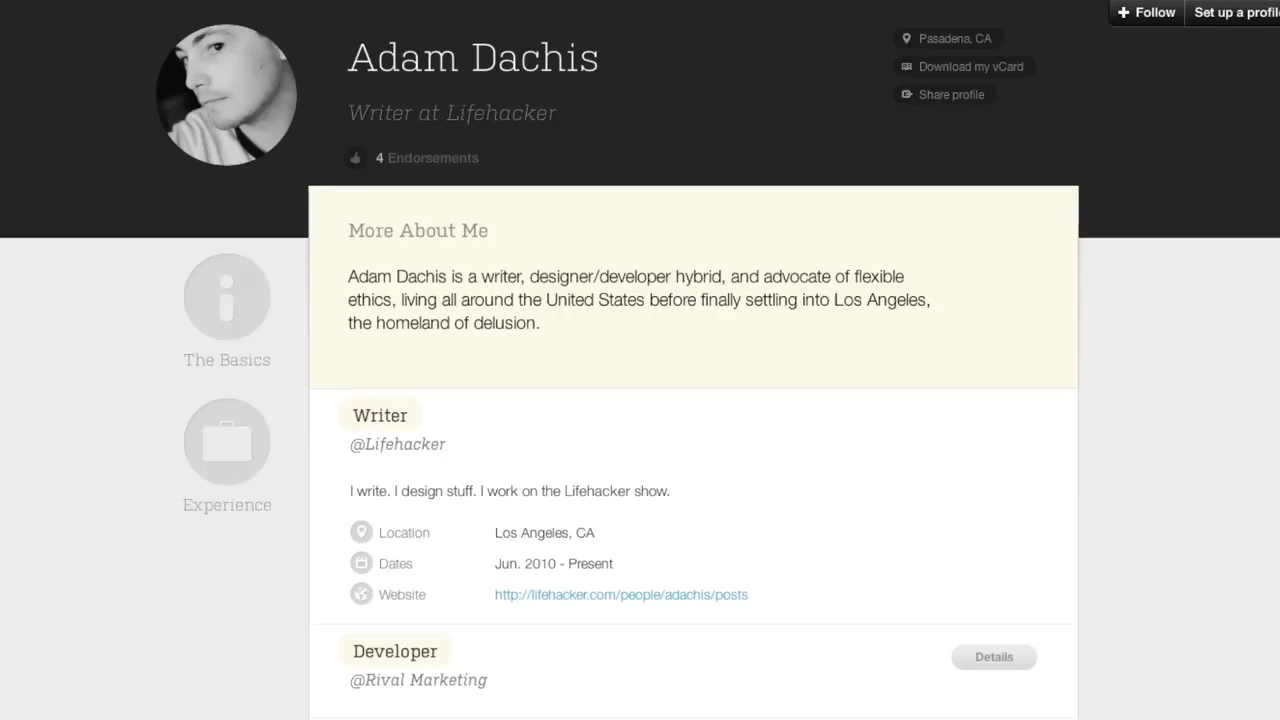 Follow
Set up a profil
Adam Dachis
Writer at Lifehacker
4 Endorsements
Pasadena, CA
Download my vCard
Share profile
More About Me
Adam Dachis is a writer, designer/developer hybrid, and advocate of flexible
ethics, living all around the United States before finally settling into Los Angeles,
the homeland of delusion.
The Basics
Experience
Writer
@Lifehacker
I write. I design stuff. I work on the Lifehacker show.
Location Los Angeles, CA
Dates Jun. 2010 - Present
Website http://lifehacker.com/people/adachis/posts
Developer
@Rival Marketing
Details